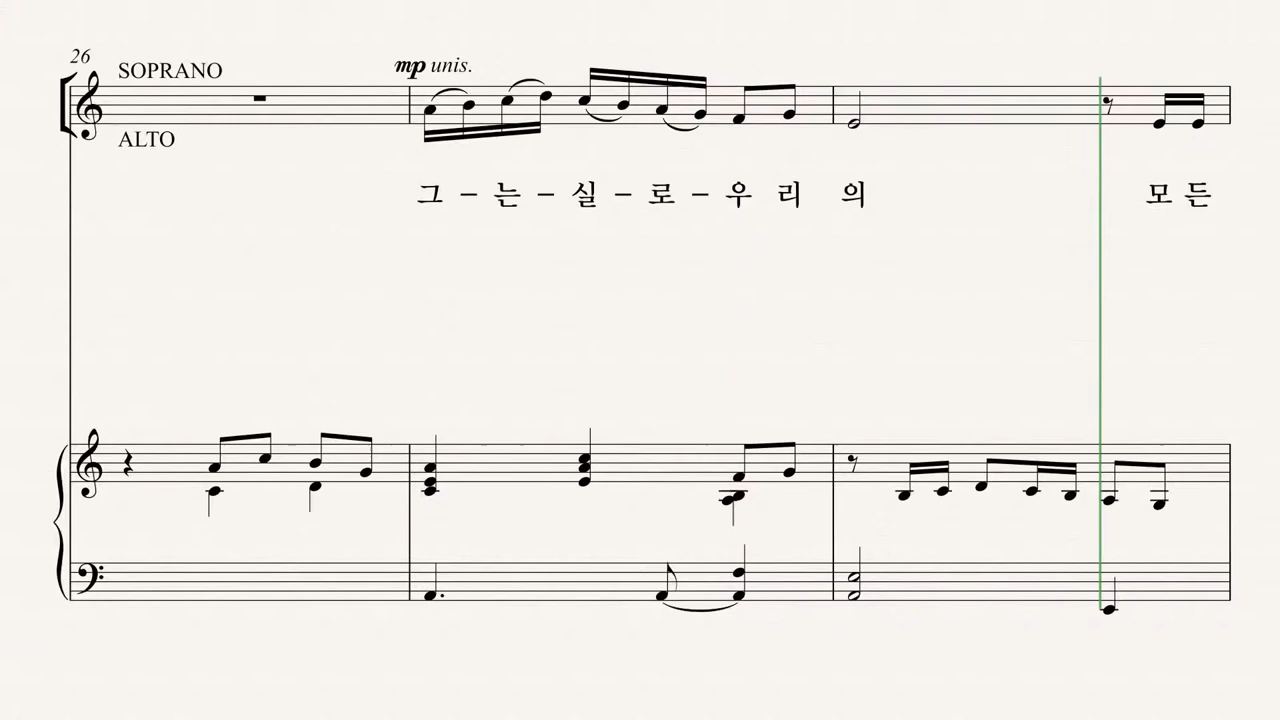 26
SOPRANO
mp unis.
ALTO
그 – 는 – 실 – 로 – 우 리 의 모 든